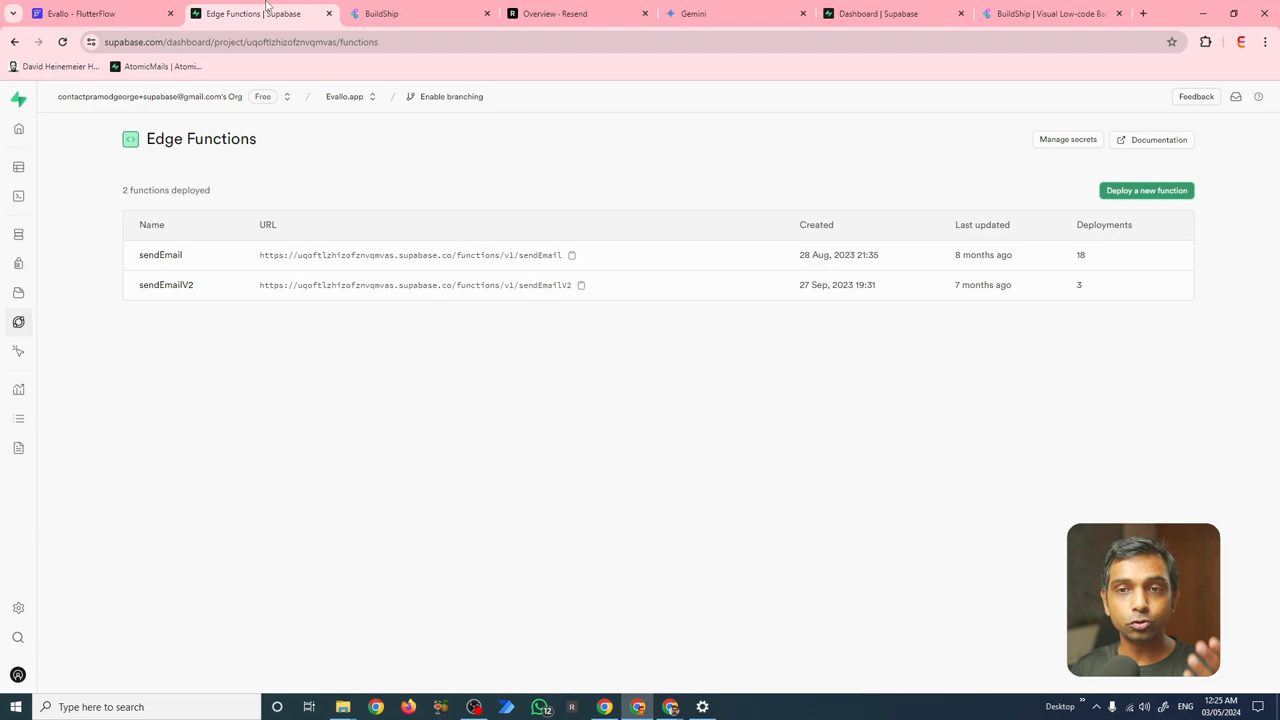 Evallo - FlutterFlow
Edge Functions | Supabase
BuildShip
Overview · Resend
Gemini
Dashboard | Supabase
BuildShip | Visual Low-code Ba
supabase.com/dashboard/project/uqoftlzhizofznvqmvas/functions
David Heinemeier H...
AtomicMails | Atomi...
contactpramodgeorge+supabase@gmail.com's Org
Free
Evallo.app
Enable branching
Feedback
Edge Functions
Manage secrets
Documentation
2 functions deployed
Deploy a new function
Name URL Created Last updated Deployments
sendEmail https://uqoftlzhizofznvqmvas.supabase.co/functions/v1/sendEmail 28 Aug, 2023 21:35 8 months ago 18
sendEmailV2 https://uqoftlzhizofznvqmvas.supabase.co/functions/v1/sendEmailV2 27 Sep, 2023 19:31 7 months ago 3
Type here to search
12
Desktop
ENG
12:25 AM
03/05/2024